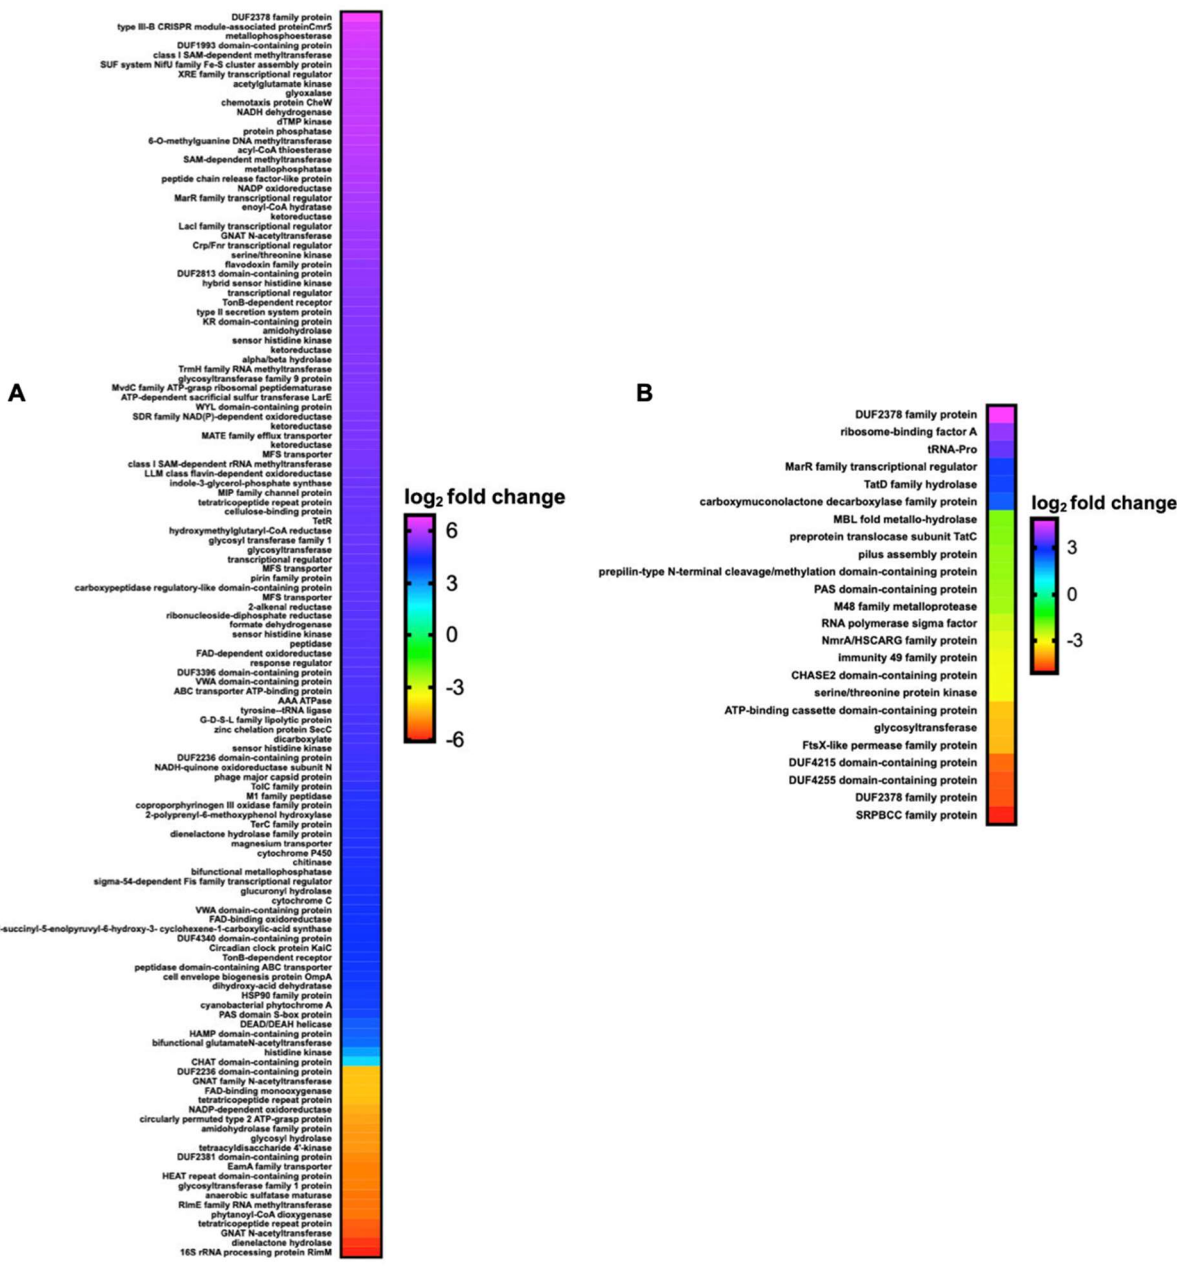 A
DUF2378 family protein
type III-B CRISPR module-associated proteinCmr5
metallophosphoesterase
DUF1993 domain-containing protein
class I SAM-dependent methyltransferase
SUF system NifU family Fe-S cluster assembly protein
XRE family transcriptional regulator
acetylglutamate kinase
glyoxalase
chemotaxis protein CheW
NADH dehydrogenase
dTMP kinase
protein phosphatase
6-O-methylguanine DNA methyltransferase
acyl-CoA thioesterase
SAM-dependent methyltransferase
metallophosphatase
peptide chain release factor-like protein
NADP oxidoreductase
MarR family transcriptional regulator
enoyl-CoA hydratase
ketoreductase
LacI family transcriptional regulator
GNAT N-acetyltransferase
Crp/Fnr transcriptional regulator
serine/threonine kinase
flavodoxin family protein
DUF2813 domain-containing protein
hybrid sensor histidine kinase
transcriptional regulator
TonB-dependent receptor
type II secretion system protein
KR domain-containing protein
amidohydrolase
sensor histidine kinase
ketoreductase
alpha/beta hydrolase
TrmH family RNA methyltransferase
glycosyltransferase family 9 protein
MvdC family ATP-grasp ribosomal peptidematurase
ATP-dependent sacrificial sulfur transferase LarE
WYL domain-containing protein
SDR family NAD(P)-dependent oxidoreductase
ketoreductase
MATE family efflux transporter
ketoreductase
MFS transporter
class I SAM-dependent rRNA methyltransferase
LLM class flavin-dependent oxidoreductase
indole-3-glycerol-phosphate synthase
MIP family channel protein
tetratricopeptide repeat protein
cellulose-binding protein
TetR
hydroxymethylglutaryl-CoA reductase
glycosyl transferase family 1
glycosyltransferase
transcriptional regulator
MFS transporter
pirin family protein
carboxypeptidase regulatory-like domain-containing protein
MFS transporter
2-alkenal reductase
ribonucleoside-diphosphate reductase
formate dehydrogenase
sensor histidine kinase
peptidase
FAD-dependent oxidoreductase
response regulator
DUF3396 domain-containing protein
VWA domain-containing protein
ABC transporter ATP-binding protein
AAA ATPase
tyrosine--tRNA ligase
G-D-S-L family lipolytic protein
zinc chelation protein SecC
dicarboxylate
sensor histidine kinase
DUF2236 domain-containing protein
NADH-quinone oxidoreductase subunit N
phage major capsid protein
TolC family protein
M1 family peptidase
coproporphyrinogen III oxidase family protein
2-polyprenyl-6-methoxyphenol hydroxylase
TerC family protein
dienelactone hydrolase family protein
magnesium transporter
cytochrome P450
chitinase
bifunctional metallophosphatase
sigma-54-dependent Fis family transcriptional regulator
glucuronyl hydrolase
cytochrome C
VWA domain-containing protein
FAD-binding oxidoreductase
-succinyl-5-enolpyruvyl-6-hydroxy-3- cyclohexene-1-carboxylic-acid synthase
DUF4340 domain-containing protein
Circadian clock protein KaiC
TonB-dependent receptor
peptidase domain-containing ABC transporter
cell envelope biogenesis protein OmpA
dihydroxy-acid dehydratase
HSP90 family protein
cyanobacterial phytochrome A
PAS domain S-box protein
DEAD/DEAH helicase
HAMP domain-containing protein
bifunctional glutamateN-acetyltransferase
histidine kinase
CHAT domain-containing protein
DUF2236 domain-containing protein
GNAT family N-acetyltransferase
FAD-binding monooxygenase
tetratricopeptide repeat protein
NADP-dependent oxidoreductase
circularly permuted type 2 ATP-grasp protein
amidohydrolase family protein
glycosyl hydrolase
tetraacyldisaccharide 4'-kinase
DUF2381 domain-containing protein
EamA family transporter
HEAT repeat domain-containing protein
glycosyltransferase family 1 protein
anaerobic sulfatase maturase
RlmE family RNA methyltransferase
phytanoyl-CoA dioxygenase
tetratricopeptide repeat protein
GNAT N-acetyltransferase
dienelactone hydrolase
16S rRNA processing protein RimM
log2 fold change
6
3
0
-3
-6
B
DUF2378 family protein
ribosome-binding factor A
tRNA-Pro
MarR family transcriptional regulator
TatD family hydrolase
carboxymuconolactone decarboxylase family protein
MBL fold metallo-hydrolase
preprotein translocase subunit TatC
pilus assembly protein
prepilin-type N-terminal cleavage/methylation domain-containing protein
PAS domain-containing protein
M48 family metalloprotease
RNA polymerase sigma factor
NmrA/HSCARG family protein
immunity 49 family protein
CHASE2 domain-containing protein
serine/threonine protein kinase
ATP-binding cassette domain-containing protein
glycosyltransferase
FtsX-like permease family protein
DUF4215 domain-containing protein
DUF4255 domain-containing protein
DUF2378 family protein
SRPBCC family protein
log2 fold change
3
0
-3